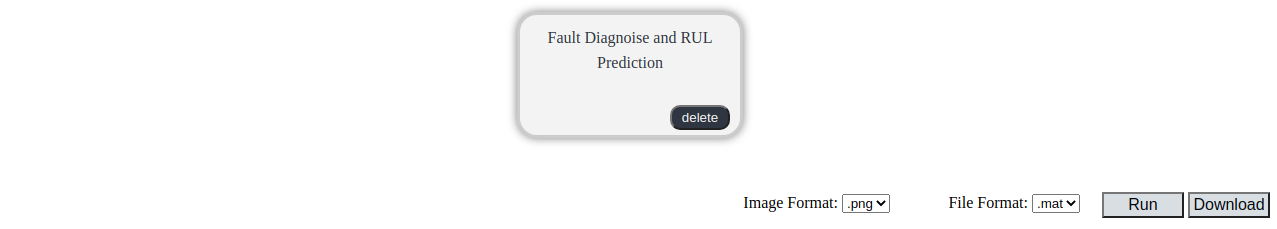 Fault Diagnoise and RUL
Prediction
delete
Image Format: .png File Format: .mat Run Download